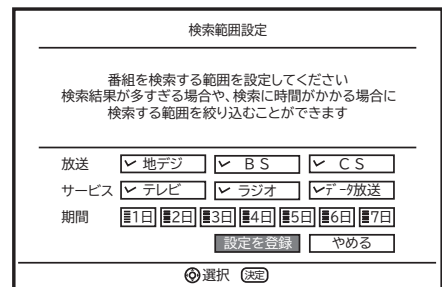 検索範囲設定
番組を検索する範囲を設定してください
検索結果が多すぎる場合や、検索に時間がかかる場合に
検索する範囲を絞り込むことができます
放送 地デジ BS CS
サービス テレビ ラジオ データ放送
期間 1日 2日 3日 4日 5日 6日 7日
設定を登録 やめる
選択 決定